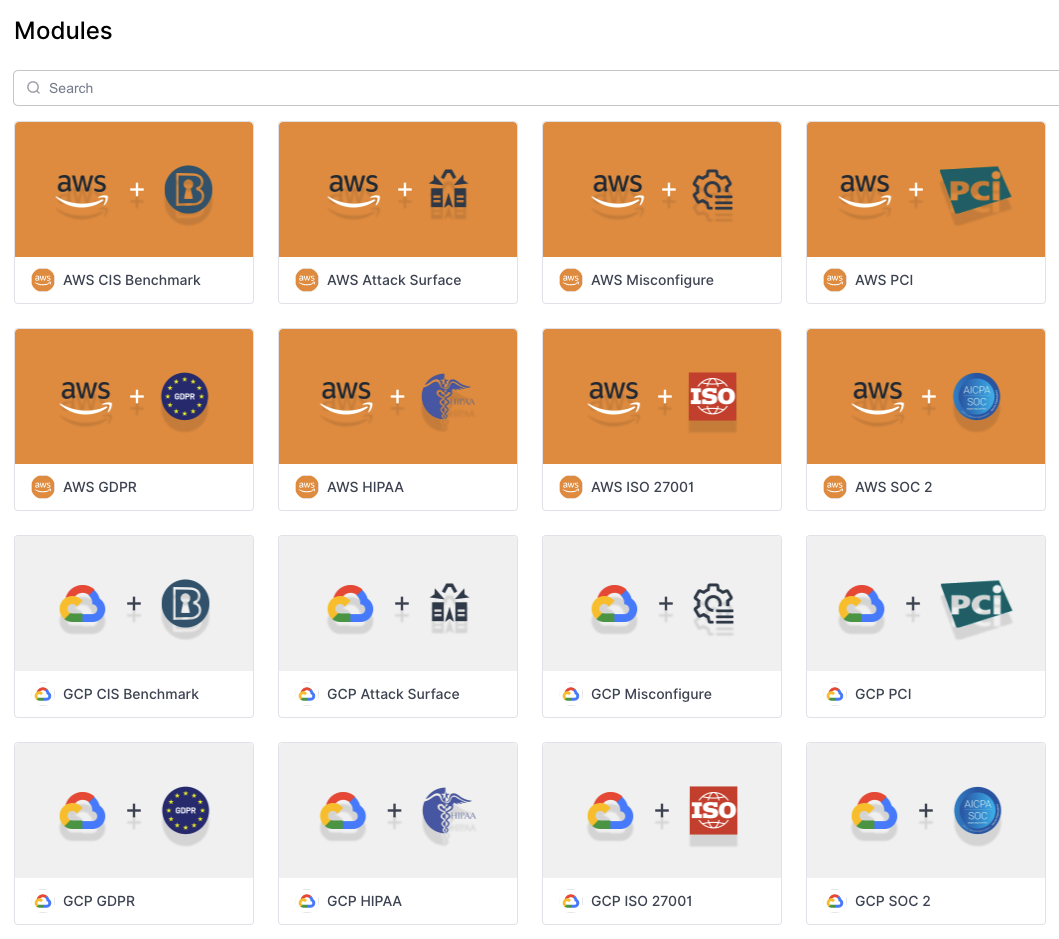 Modules
Search
aws + B aws + aws + aws + PCi
aws AWS CIS Benchmark aws AWS Attack Surface aws AWS Misconfigure aws AWS PCI
aws + GDPR aws + HIPAA aws + ISO aws + AICPA SOC
aws AWS GDPR aws AWS HIPAA aws AWS ISO 27001 aws AWS SOC 2
+ B + + + PCi
GCP CIS Benchmark GCP Attack Surface GCP Misconfigure GCP PCI
+ GDPR + HIPAA + ISO + AICPA SOC
GCP GDPR GCP HIPAA GCP ISO 27001 GCP SOC 2